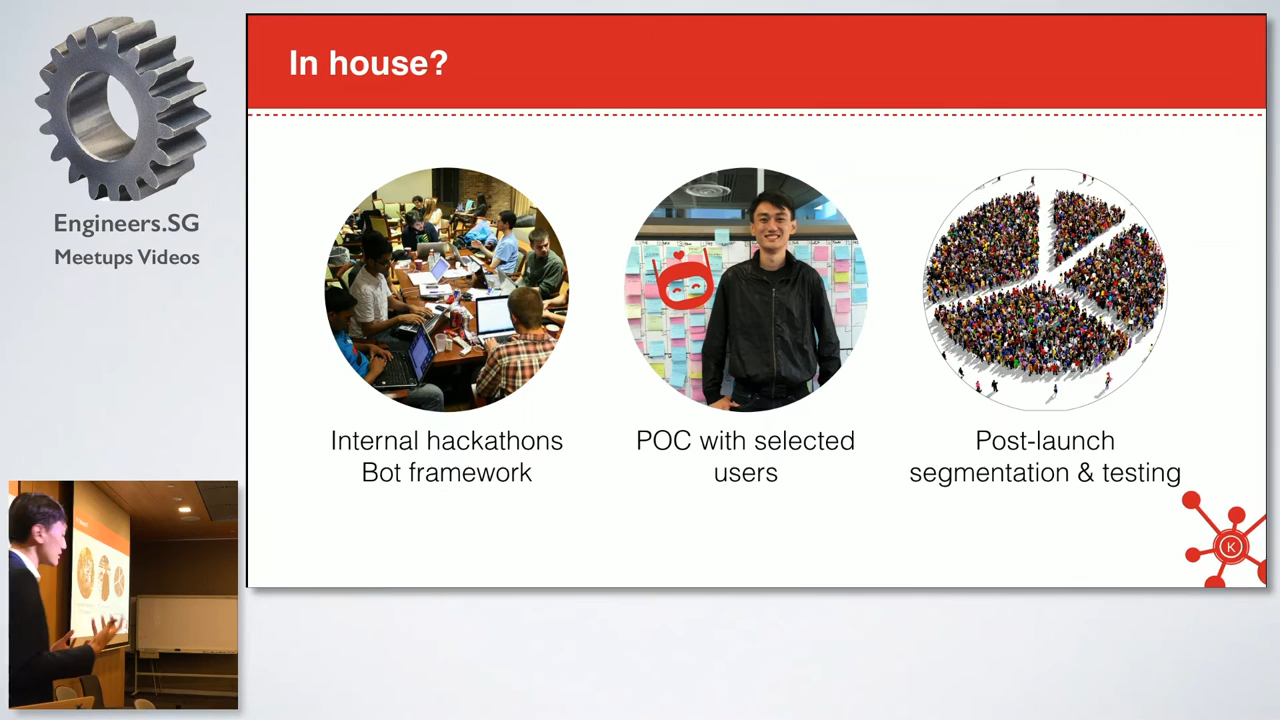 Engineers.SG
Meetups Videos
In house?
Internal hackathons
Bot framework
POC with selected
users
Post-launch
segmentation & testing
K